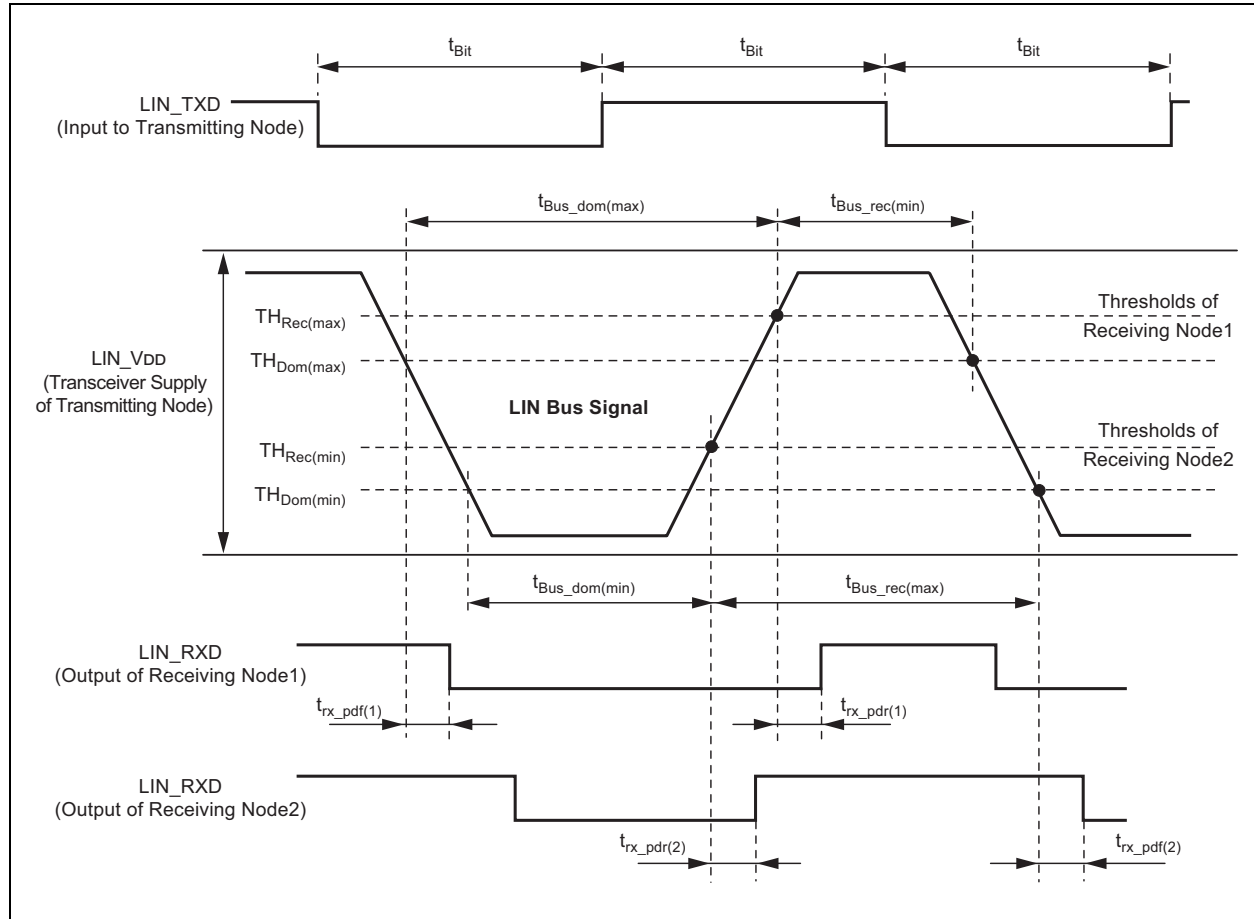 tBit
tBit
tBit
LIN_TXD
(Input to Transmitting Node)
tBus_dom(max)
tBus_rec(min)
THRec(max)
Thresholds of
Receiving Node1
THDom(max)
LIN_VDD
(Transceiver Supply
of Transmitting Node)
LIN Bus Signal
THRec(min)
Thresholds of
Receiving Node2
THDom(min)
tBus_dom(min)
tBus_rec(max)
LIN_RXD
(Output of Receiving Node1)
trx_pdf(1)
trx_pdr(1)
LIN_RXD
(Output of Receiving Node2)
trx_pdr(2)
trx_pdf(2)